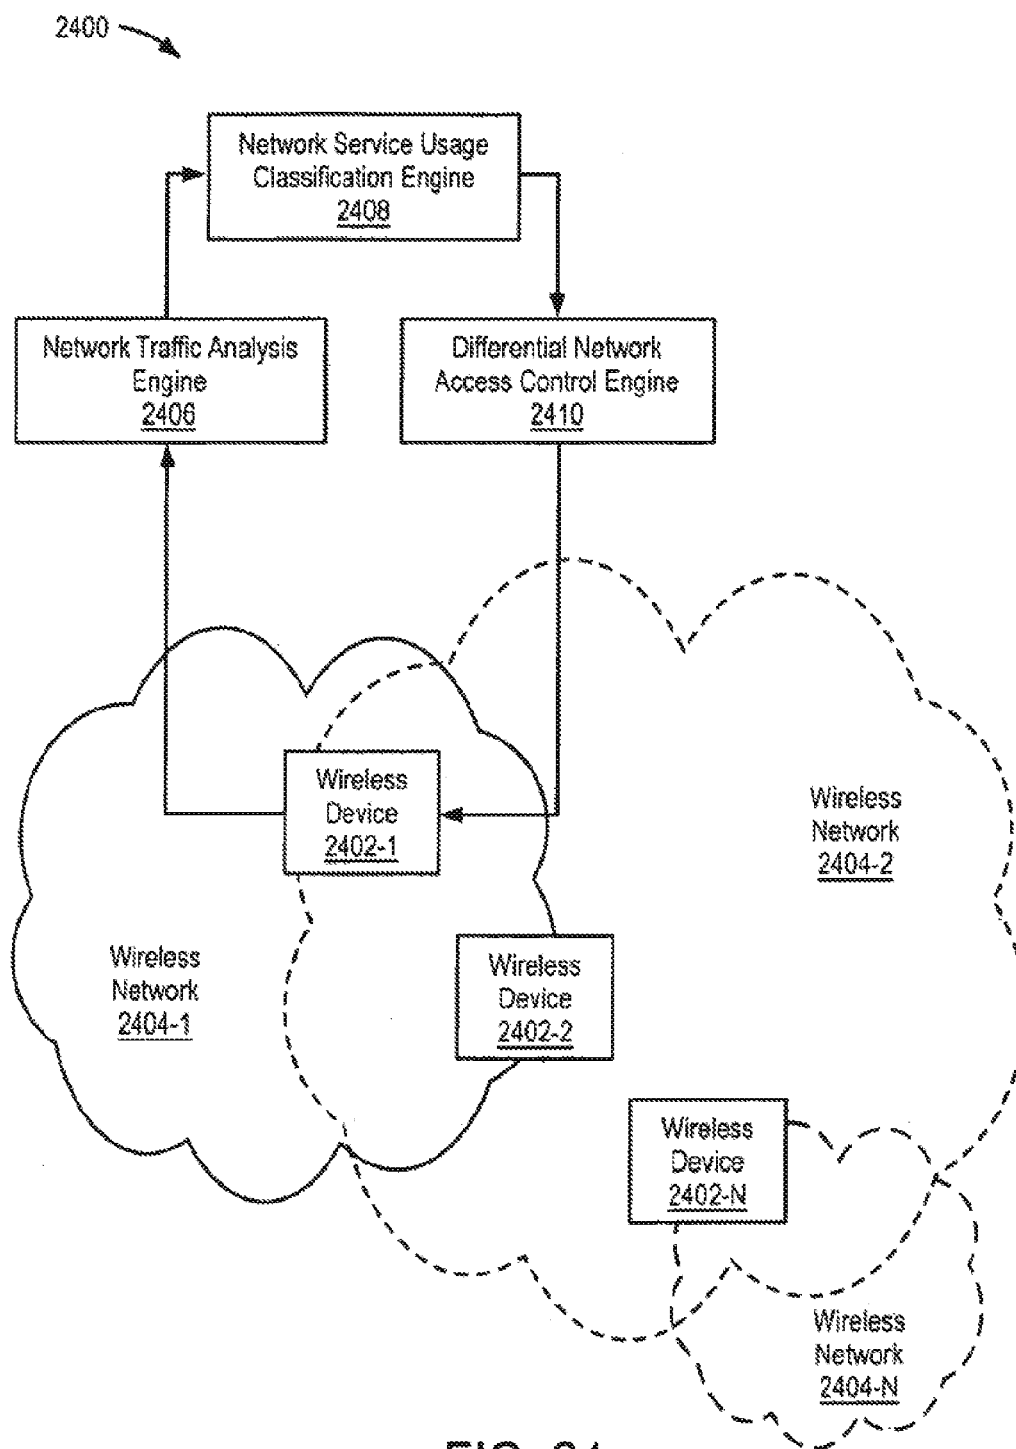 2400
Network Service Usage
Classification Engine
2408
Network Traffic Analysis
Engine
2406
Differential Network
Access Control Engine
2410
Wireless
Device
2402-1
Wireless
Network
2404-2
Wireless
Network
2404-1
Wireless
Device
2402-2
Wireless
Device
2402-N
Wireless
Network
2404-N